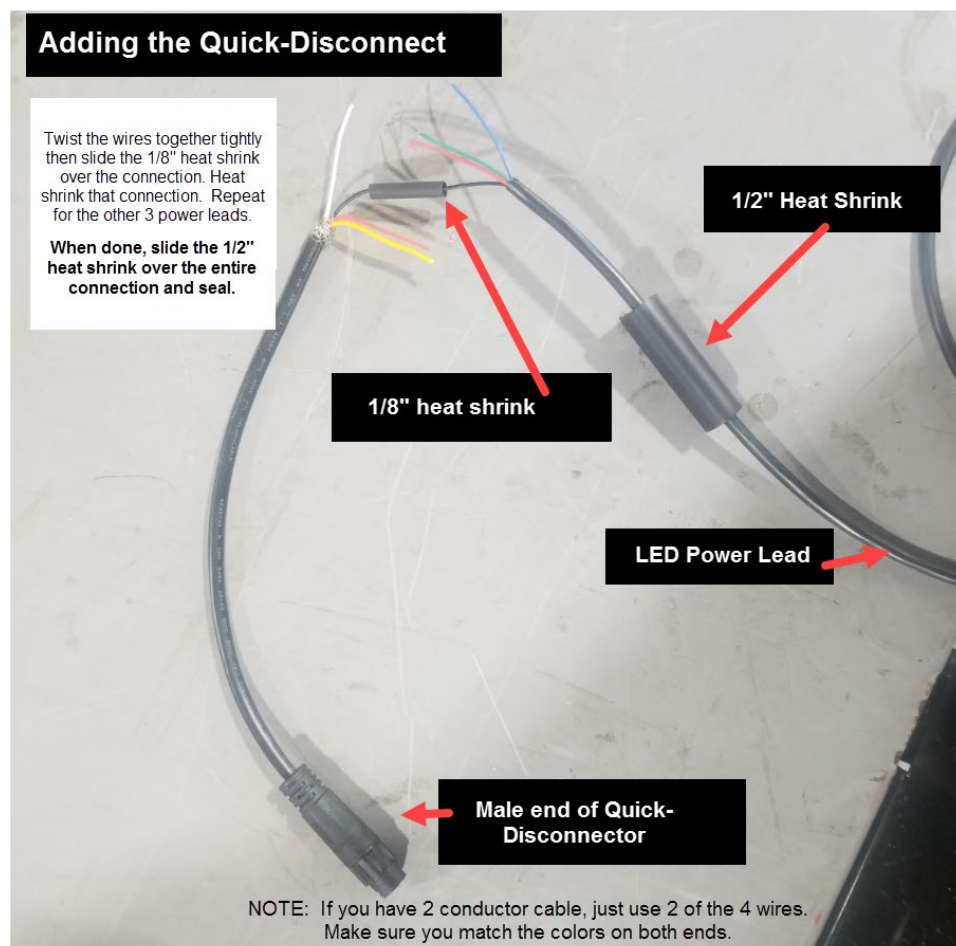 Adding the Quick-Disconnect
Twist the wires together tightly
then slide the 1/8" heat shrink
over the connection. Heat
shrink that connection.  Repeat
for the other 3 power leads.
When done, slide the 1/2"
heat shrink over the entire
connection and seal.
1/2" Heat Shrink
1/8" heat shrink
LED Power Lead
Male end of Quick-
Disconnector
NOTE:  If you have 2 conductor cable, just use 2 of the 4 wires.
Make sure you match the colors on both ends.